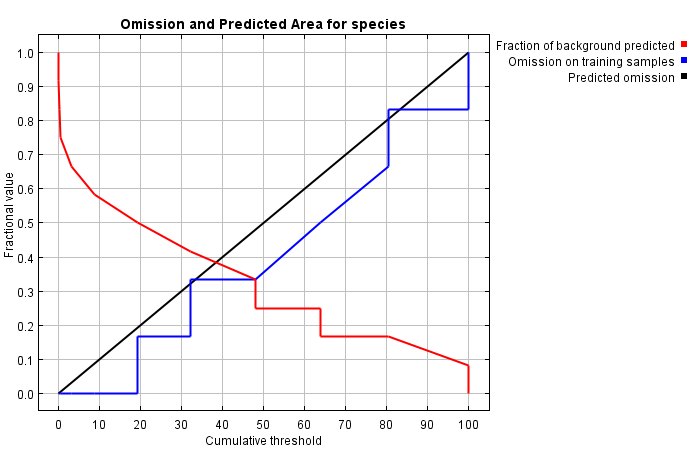 Omission and Predicted Area for species
Fraction of background predicted
Omission on training samples
Predicted omission
Fractional value
1.0
0.9
0.8
0.7
0.6
0.5
0.4
0.3
0.2
0.1
0.0
0 10 20 30 40 50 60 70 80 90 100
Cumulative threshold